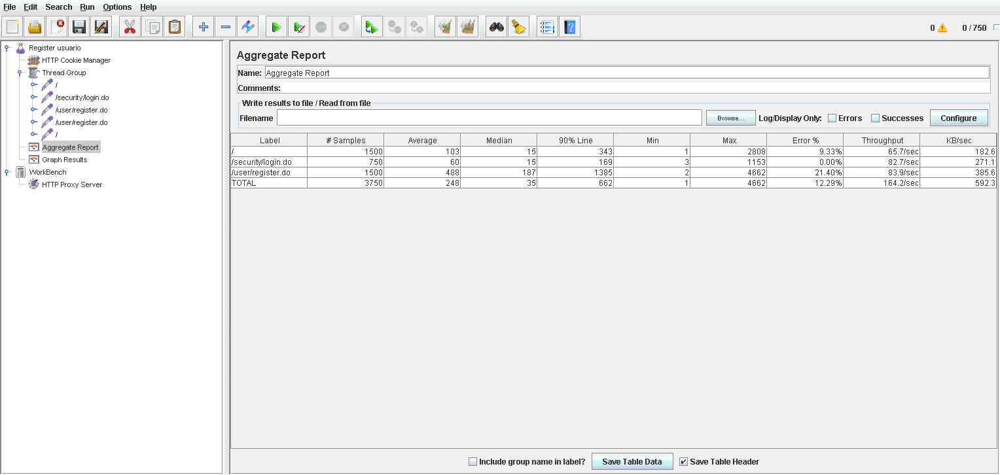 File Edit Search Run Options Help
0 0 / 750
Register usuario
HTTP Cookie Manager
Thread Group
/
/security/login.do
/user/register.do
/user/register.do
/
Aggregate Report
Graph Results
WorkBench
HTTP Proxy Server
Aggregate Report
Name: Aggregate Report
Comments:
Write results to file / Read from file
Filename Browse... Log/Display Only: Errors Successes Configure
Label # Samples Average Median 90% Line Min Max Error % Throughput KB/sec
/ 1500 103 15 343 1 2808 9.33% 65.7/sec 182.6
/security/login.do 750 60 15 169 3 1153 0.00% 82.7/sec 271.1
/user/register.do 1500 488 187 1385 2 4662 21.40% 83.9/sec 385.6
TOTAL 3750 248 35 662 1 4662 12.29% 164.2/sec 592.3
Include group name in label? Save Table Data Save Table Header